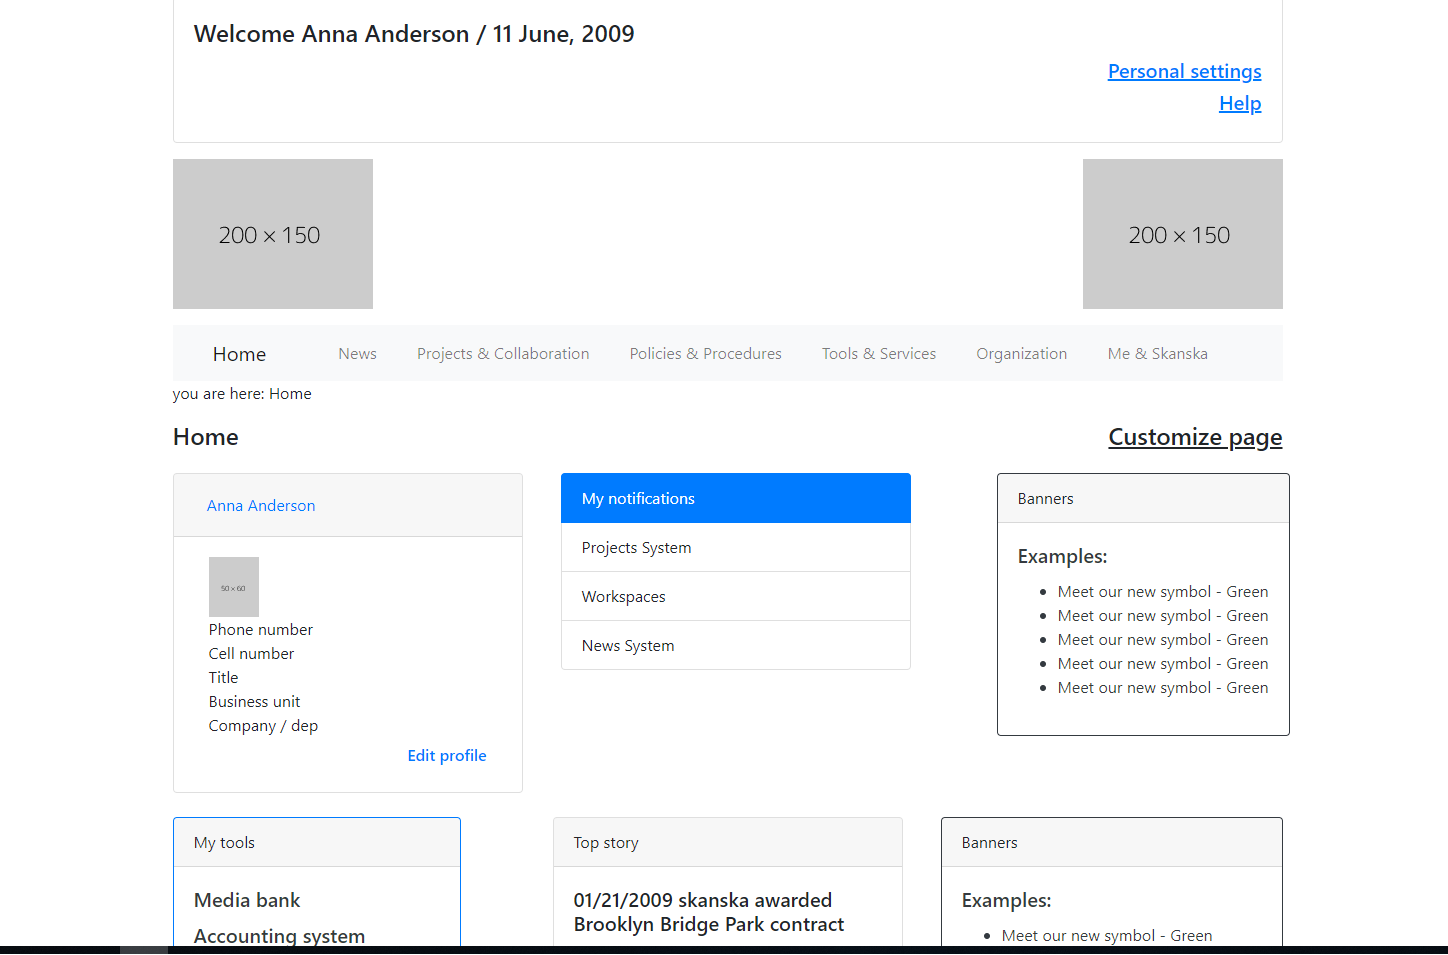 Welcome Anna Anderson / 11 June, 2009
Personal settings
Help
200 × 150
200 × 150
Home News Projects & Collaboration Policies & Procedures Tools & Services Organization Me & Skanska
you are here: Home
Home
Customize page
Anna Anderson
50 × 60
Phone number
Cell number
Title
Business unit
Company / dep
Edit profile
My notifications
Projects System
Workspaces
News System
Banners
Examples:
Meet our new symbol - Green
Meet our new symbol - Green
Meet our new symbol - Green
Meet our new symbol - Green
Meet our new symbol - Green
My tools
Media bank
Accounting system
Top story
01/21/2009 skanska awarded
Brooklyn Bridge Park contract
Banners
Examples:
Meet our new symbol - Green